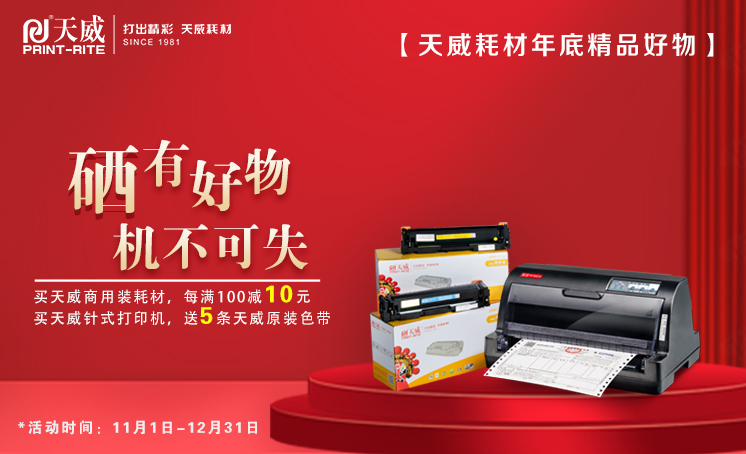 天威
PRINT-RITE
打出精彩 天威耗材
SINCE 1981
【天威耗材年底精品好物】
硒有好物
机不可失
买天威商用装耗材，每满100减10元
买天威针式打印机，送5条天威原装色带
天威
天威
*活动时间：11月1日-12月31日